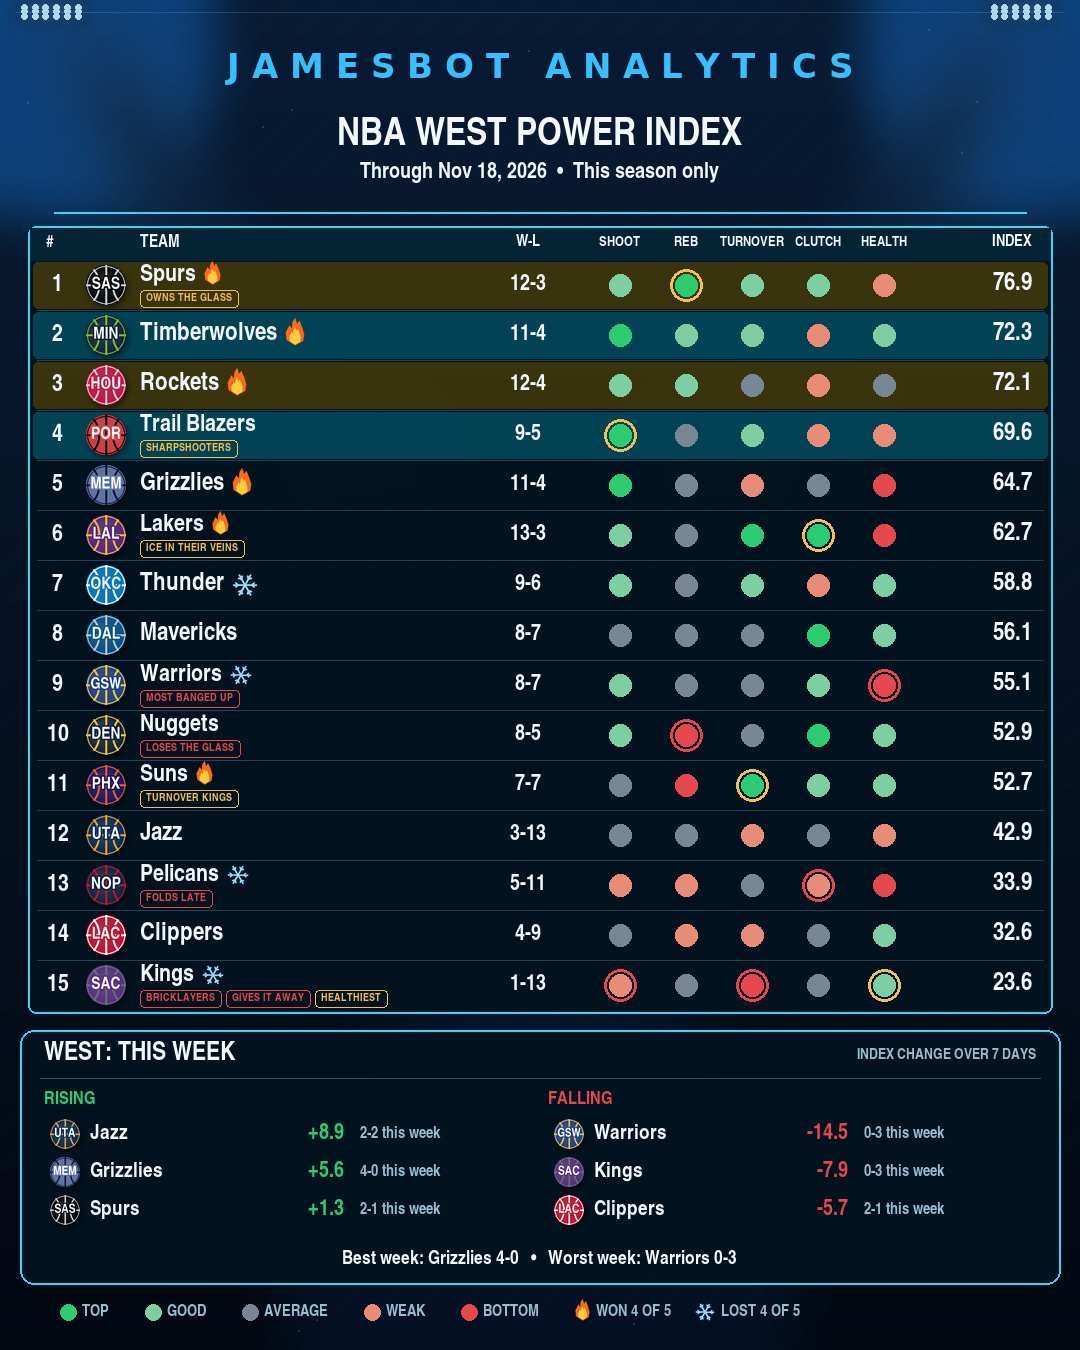 JAMESBOT ANALYTICS
NBA WEST POWER INDEX
Through Nov 18, 2026 • This season only
# TEAM W-L SHOOT REB TURNOVER CLUTCH HEALTH INDEX
1 SAS Spurs 12-3 76.9
OWNS THE GLASS
2 MIN Timberwolves 11-4 72.3
3 HOU Rockets 12-4 72.1
4 POR Trail Blazers 9-5 69.6
SHARPSHOOTERS
5 MEM Grizzlies 11-4 64.7
6 LAL Lakers 13-3 62.7
ICE IN THEIR VEINS
7 OKC Thunder 9-6 58.8
8 DAL Mavericks 8-7 56.1
9 GSW Warriors 8-7 55.1
MOST BANGED UP
10 DEN Nuggets 8-5 52.9
LOSES THE GLASS
11 PHX Suns 7-7 52.7
TURNOVER KINGS
12 UTA Jazz 3-13 42.9
13 NOP Pelicans 5-11 33.9
FOLDS LATE
14 LAC Clippers 4-9 32.6
15 SAC Kings 1-13 23.6
BRICKLAYERS GIVES IT AWAY HEALTHIEST
WEST: THIS WEEK INDEX CHANGE OVER 7 DAYS
RISING
UTA Jazz +8.9 2-2 this week
MEM Grizzlies +5.6 4-0 this week
SAS Spurs +1.3 2-1 this week
FALLING
GSW Warriors -14.5 0-3 this week
SAC Kings -7.9 0-3 this week
LAC Clippers -5.7 2-1 this week
Best week: Grizzlies 4-0 • Worst week: Warriors 0-3
TOP GOOD AVERAGE WEAK BOTTOM WON 4 OF 5 LOST 4 OF 5